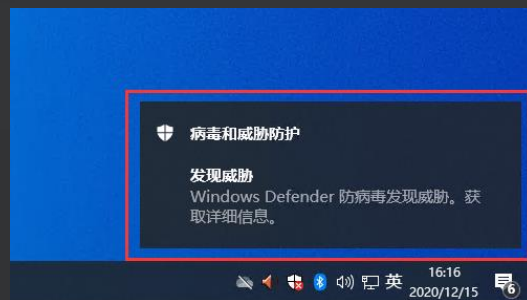 病毒和威胁防护
发现威胁
Windows Defender 防病毒发现威胁。获
取详细信息。
英
16:16
2020/12/15
6